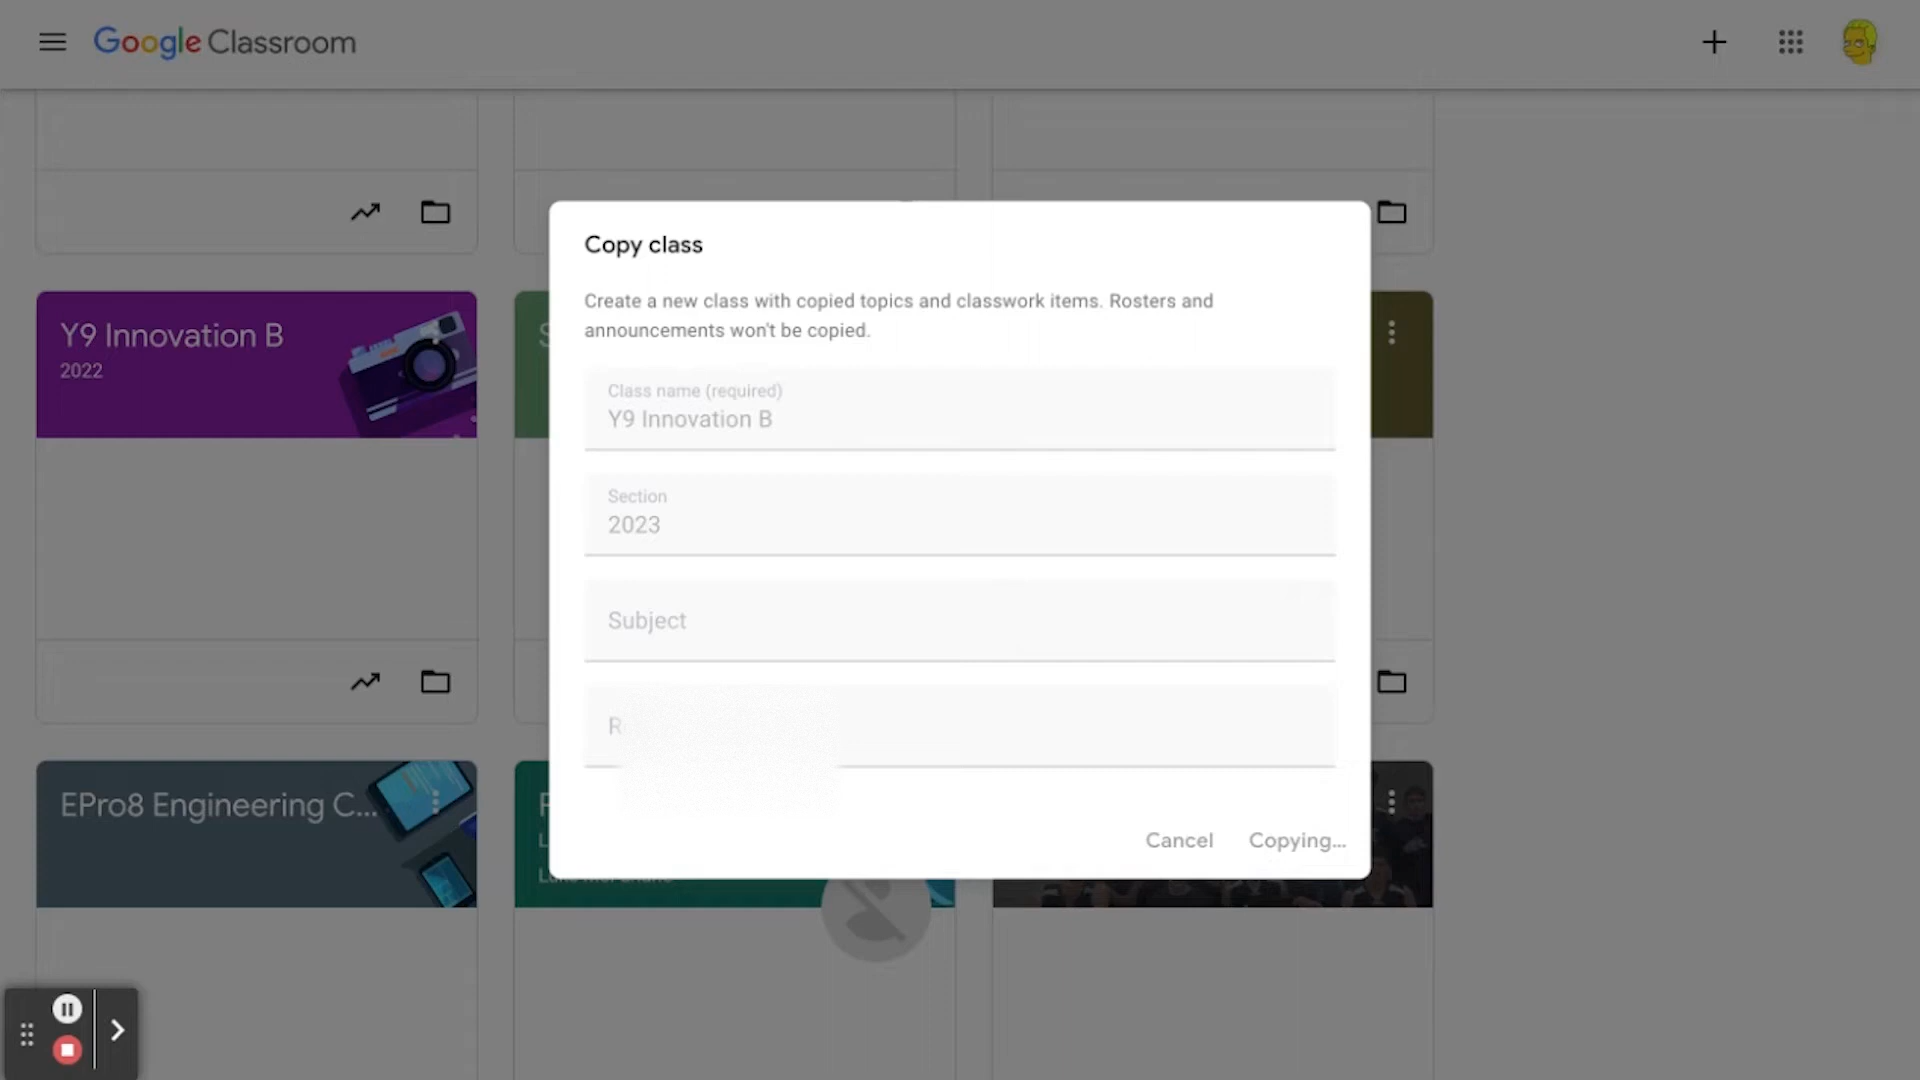 Google Classroom
Copy class
Create a new class with copied topics and classwork items. Rosters and
announcements won't be copied.
Y9 Innovation B
2022
Class name (required)
Y9 Innovation B
Section
2023
Subject
EPro8 Engineering C...
Cancel
Copying...